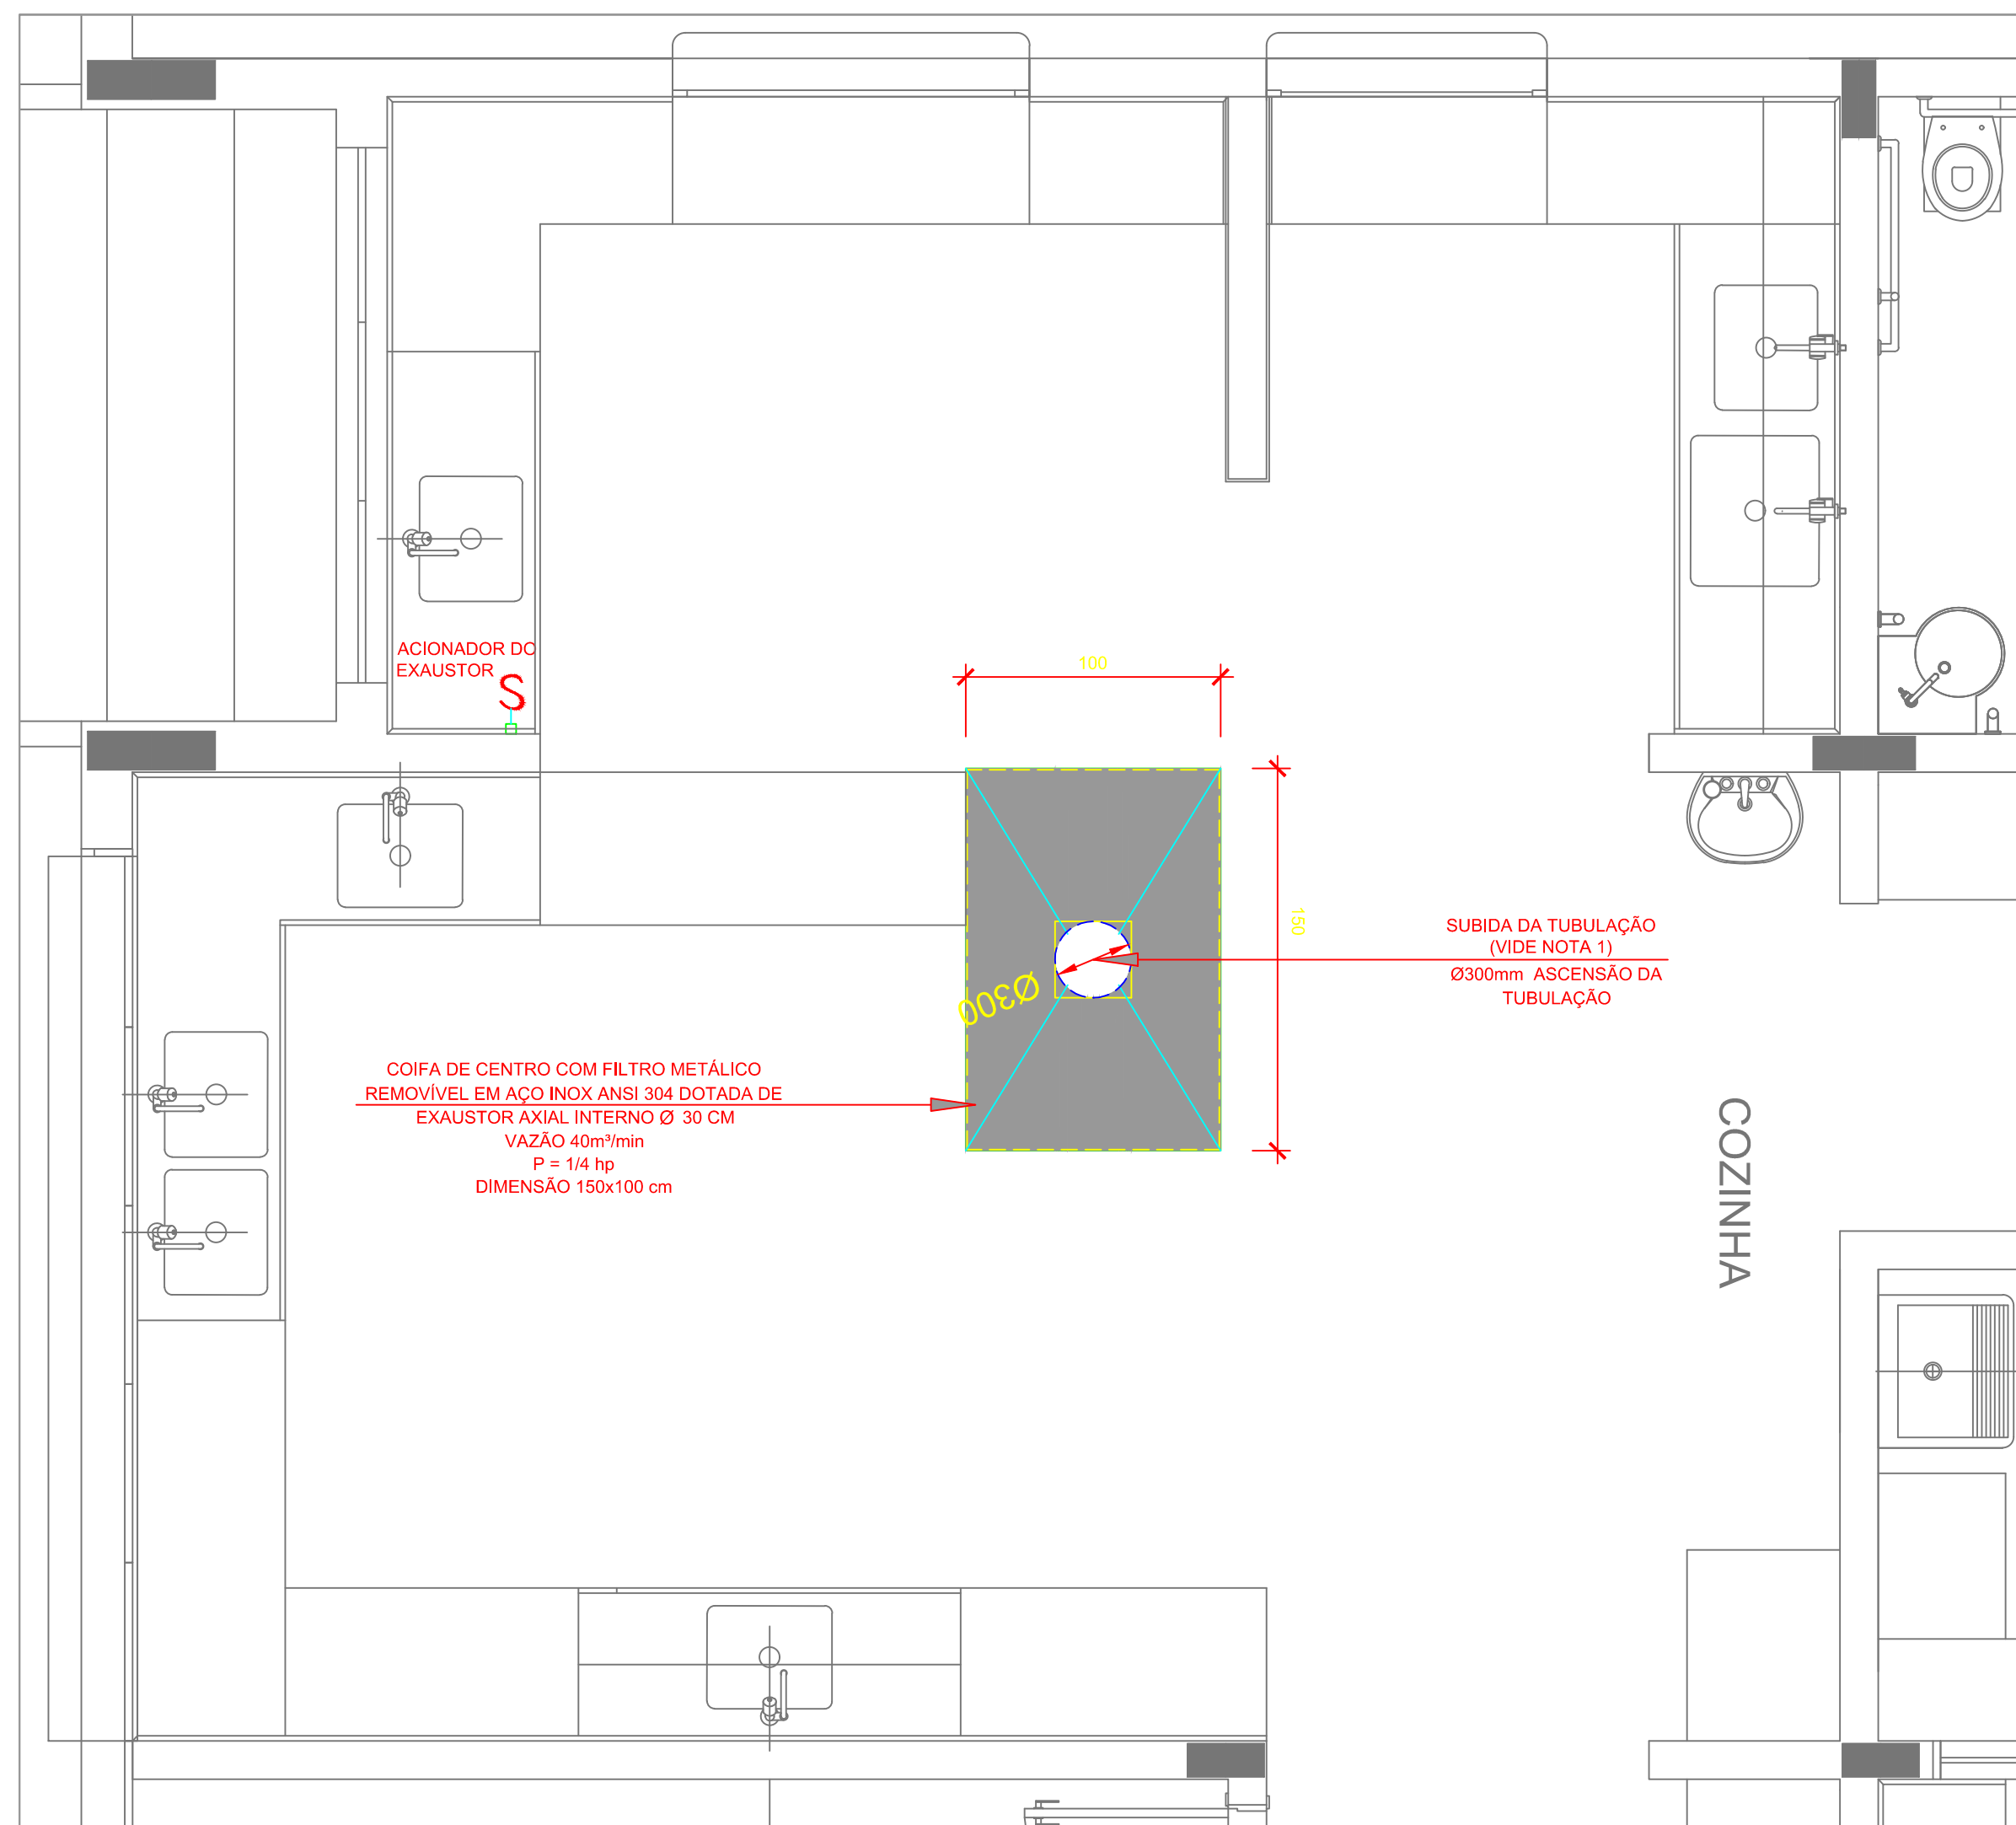 ACIONADOR DO
EXAUSTOR
S
100
150
SUBIDA DA TUBULAÇÃO
(VIDE NOTA 1)
Ø300mm ASCENSÃO DA
TUBULAÇÃO
Ø300
COIFA DE CENTRO COM FILTRO METÁLICO
REMOVÍVEL EM AÇO INOX ANSI 304 DOTADA DE
EXAUSTOR AXIAL INTERNO Ø 30 CM
VAZÃO 40m³/min
P = 1/4 hp
DIMENSÃO 150x100 cm
COZINHA